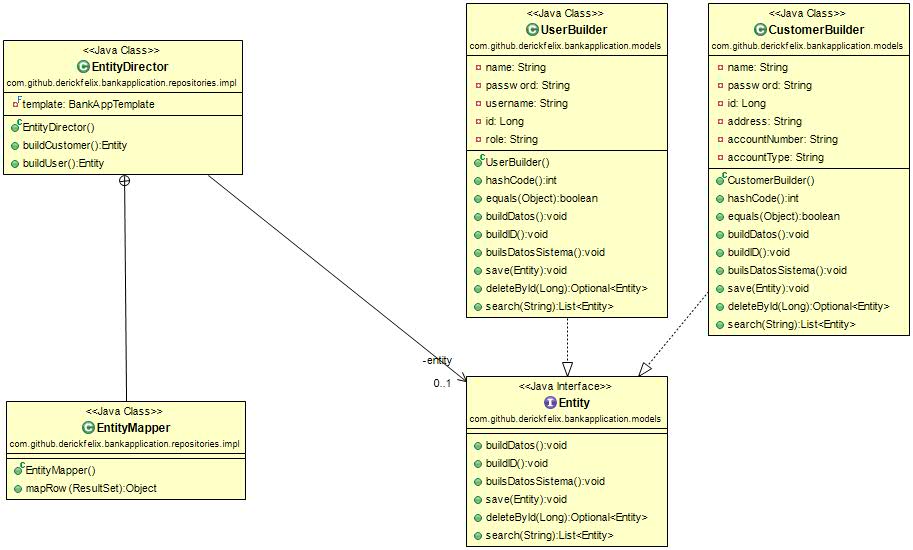 <<Java Class>>
EntityDirector
com.github.derickfelix.bankapplication.repositories.impl
template: BankAppTemplate
EntityDirector()
buildCustomer():Entity
buildUser():Entity
<<Java Class>>
UserBuilder
com.github.derickfelix.bankapplication.models
name: String
password: String
username: String
id: Long
role: String
UserBuilder()
hashCode():int
equals(Object):boolean
buildDatos():void
buildID():void
builsDatosSistema():void
save(Entity):void
deleteById(Long):Optional<Entity>
search(String):List<Entity>
<<Java Class>>
CustomerBuilder
com.github.derickfelix.bankapplication.models
name: String
password: String
id: Long
address: String
accountNumber: String
accountType: String
CustomerBuilder()
hashCode():int
equals(Object):boolean
buildDatos():void
buildID():void
builsDatosSistema():void
save(Entity):void
deleteById(Long):Optional<Entity>
search(String):List<Entity>
-entity
0..1
<<Java Class>>
EntityMapper
com.github.derickfelix.bankapplication.repositories.impl
EntityMapper()
mapRow(ResultSet):Object
<<Java Interface>>
Entity
com.github.derickfelix.bankapplication.models
buildDatos():void
buildID():void
builsDatosSistema():void
save(Entity):void
deleteById(Long):Optional<Entity>
search(String):List<Entity>